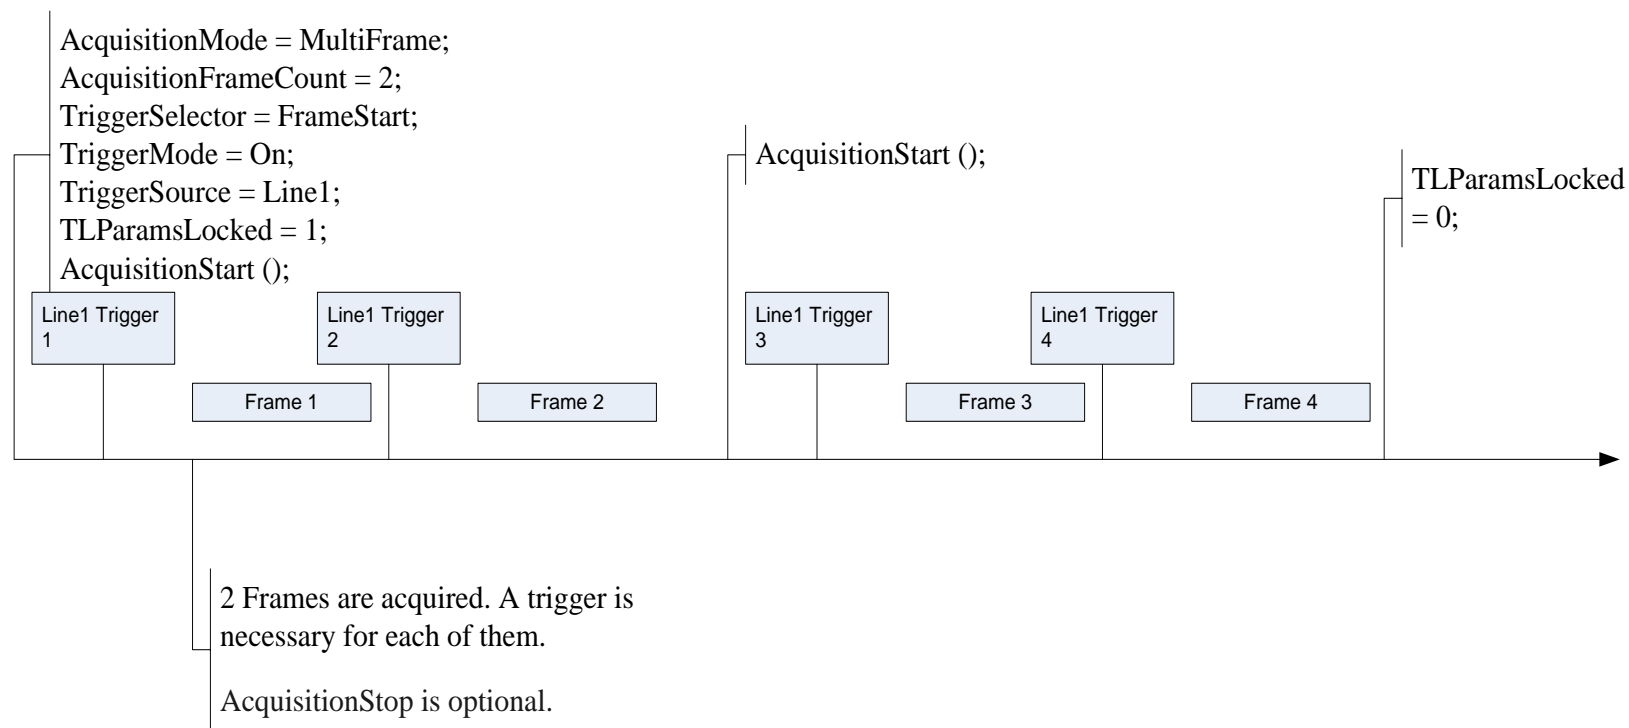 AcquisitionMode = MultiFrame;
AcquisitionFrameCount = 2;
TriggerSelector = FrameStart;
TriggerMode = On;
TriggerSource = Line1;
TLParamsLocked = 1;
AcquisitionStart ();
AcquisitionStart ();
TLParamsLocked
= 0;
Line1 Trigger
1
Line1 Trigger
2
Line1 Trigger
3
Line1 Trigger
4
Frame 1
Frame 2
Frame 3
Frame 4
2 Frames are acquired. A trigger is
necessary for each of them.
AcquisitionStop is optional.